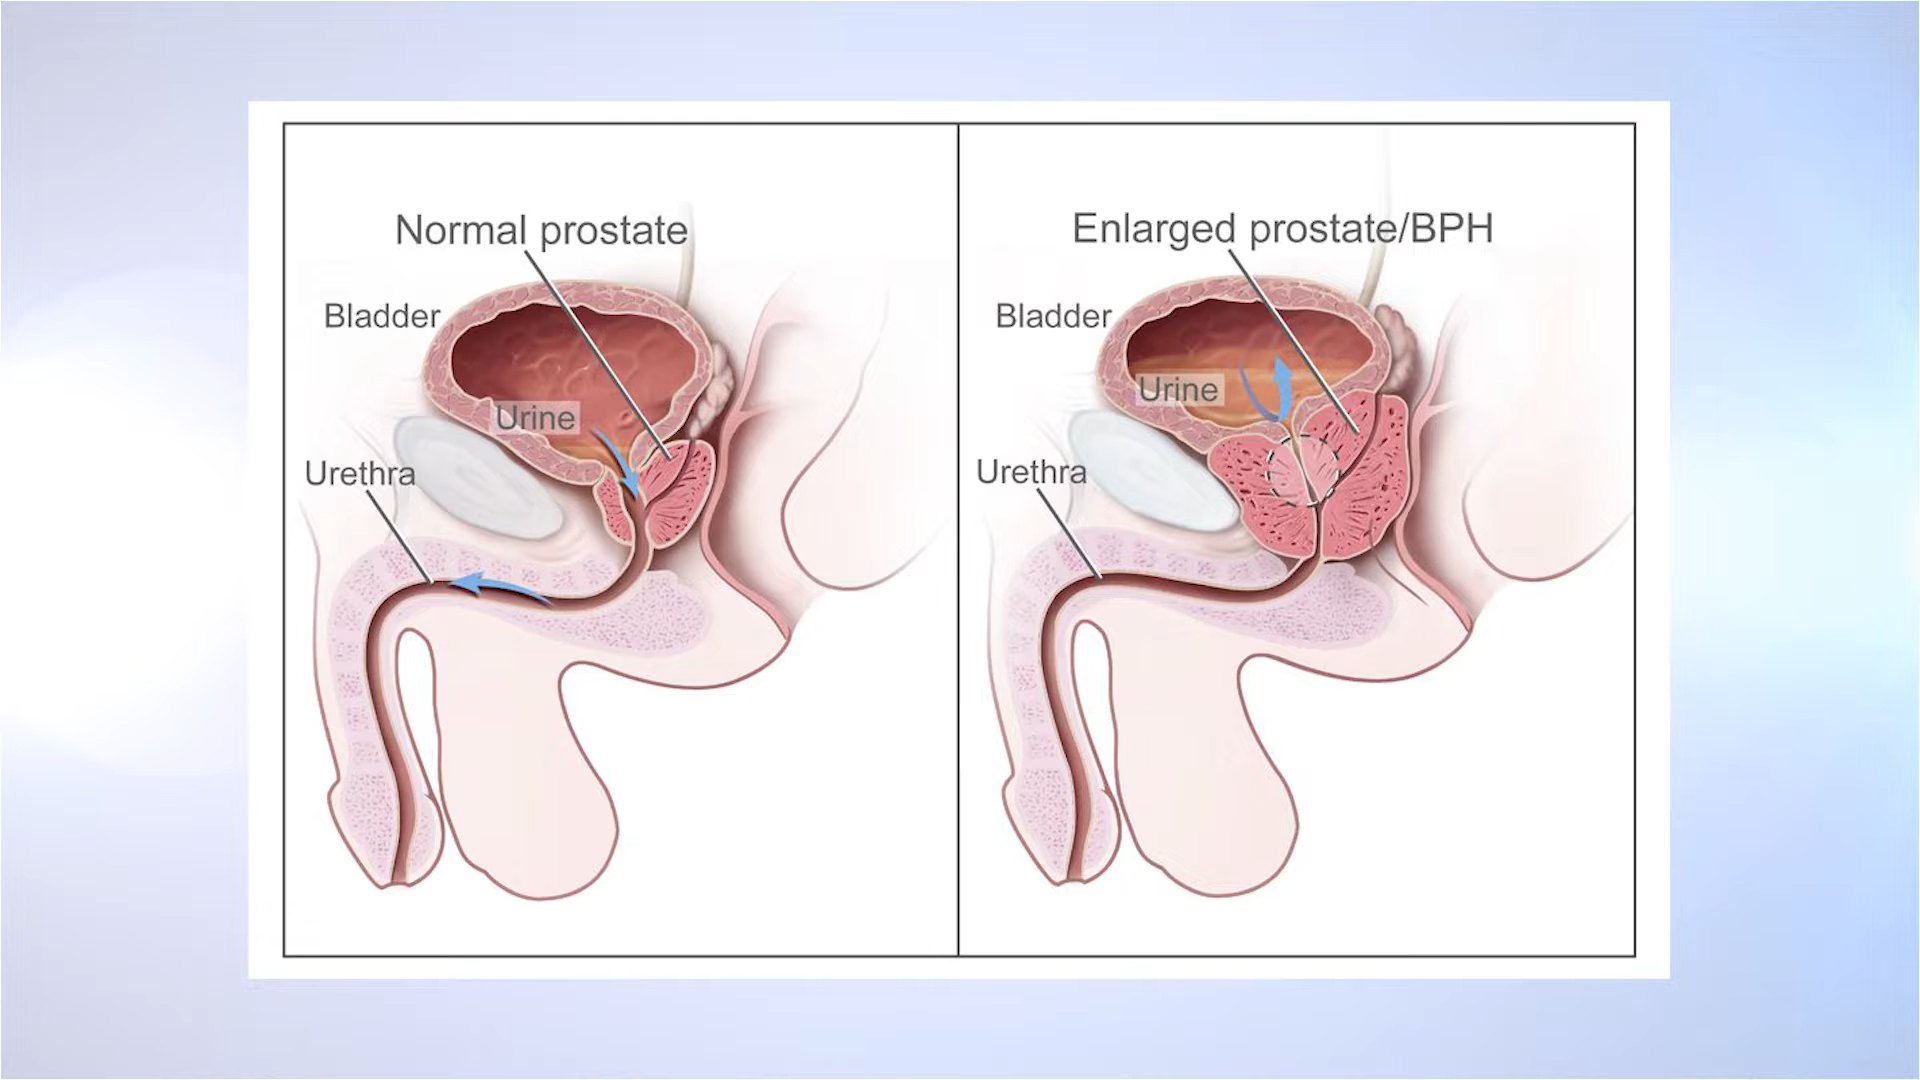 Normal prostate
Bladder
Urine
Urethra
Enlarged prostate/BPH
Bladder
Urine
Urethra